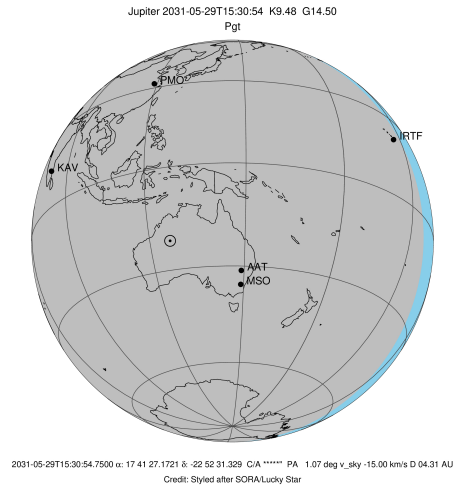 Jupiter 2031-05-29T15:30:54 K9.48 G14.50
Pgt
PMO
IRTF
KAV
AAT
MSO
2031-05-29T15:30:54.7500 α: 17 41 27.1721 δ: -22 52 31.329 C/A *****" PA 1.07 deg v_sky -15.00 km/s D 04.31 AU
Credit: Styled after SORA/Lucky Star